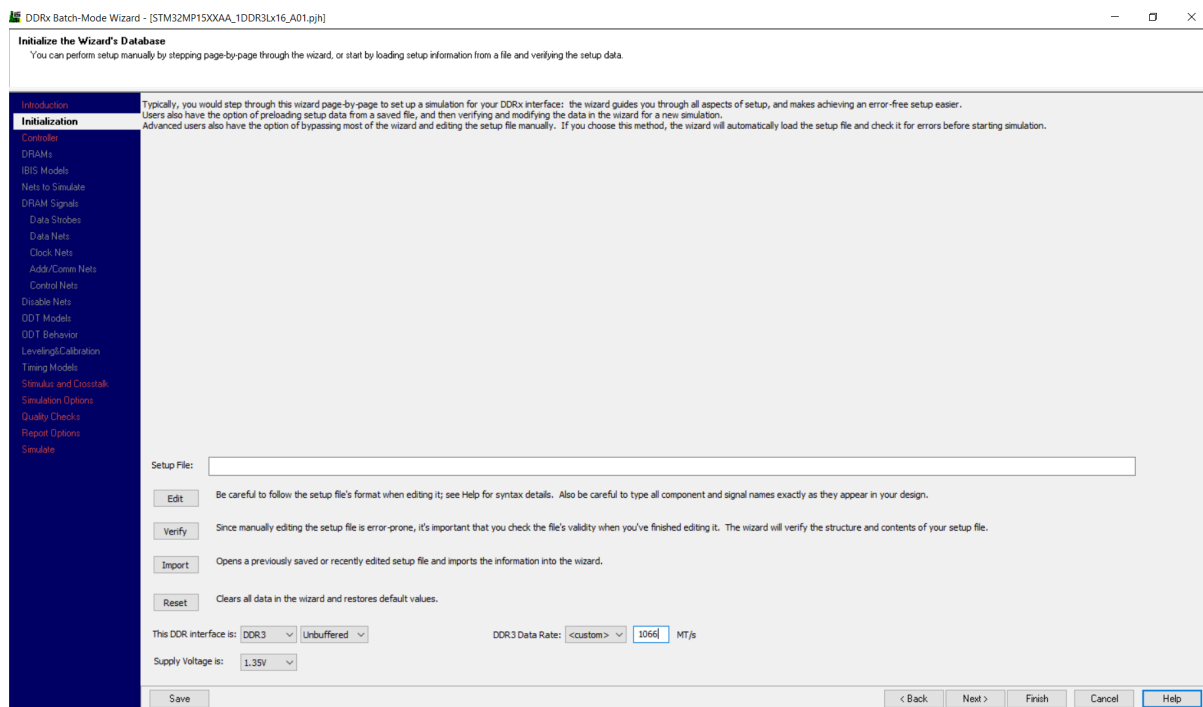 DDRx Batch-Mode Wizard - [STM32MP15XXAA_1DDR3Lx16_A01.pjh]
Initialize the Wizard's Database
You can perform setup manually by stepping page-by-page through the wizard, or start by loading setup information from a file and verifying the setup data.
Introduction
Initialization
Controller
DRAMs
IBIS Models
Nets to Simulate
DRAM Signals
Data Strobes
Data Nets
Clock Nets
Addr/Comm Nets
Control Nets
Disable Nets
ODT Models
ODT Behavior
Leveling&Calibration
Timing Models
Stimulus and Crosstalk
Simulation Options
Quality Checks
Report Options
Simulate
Typically, you would step through this wizard page-by-page to set up a simulation for your DDRx interface: the wizard guides you through all aspects of setup, and makes achieving an error-free setup easier.
Users also have the option of preloading setup data from a saved file, and then verifying and modifying the data in the wizard for a new simulation.
Advanced users also have the option of bypassing most of the wizard and editing the setup file manually. If you choose this method, the wizard will automatically load the setup file and check it for errors before starting simulation.
Setup File:
Edit Be careful to follow the setup file's format when editing it; see Help for syntax details. Also be careful to type all component and signal names exactly as they appear in your design.
Verify Since manually editing the setup file is error-prone, it's important that you check the file's validity when you've finished editing it. The wizard will verify the structure and contents of your setup file.
Import Opens a previously saved or recently edited setup file and imports the information into the wizard.
Reset Clears all data in the wizard and restores default values.
This DDR interface is: DDR3 Unbuffered DDR3 Data Rate: <custom> 1066 MT/s
Supply Voltage is: 1.35V
Save < Back Next > Finish Cancel Help